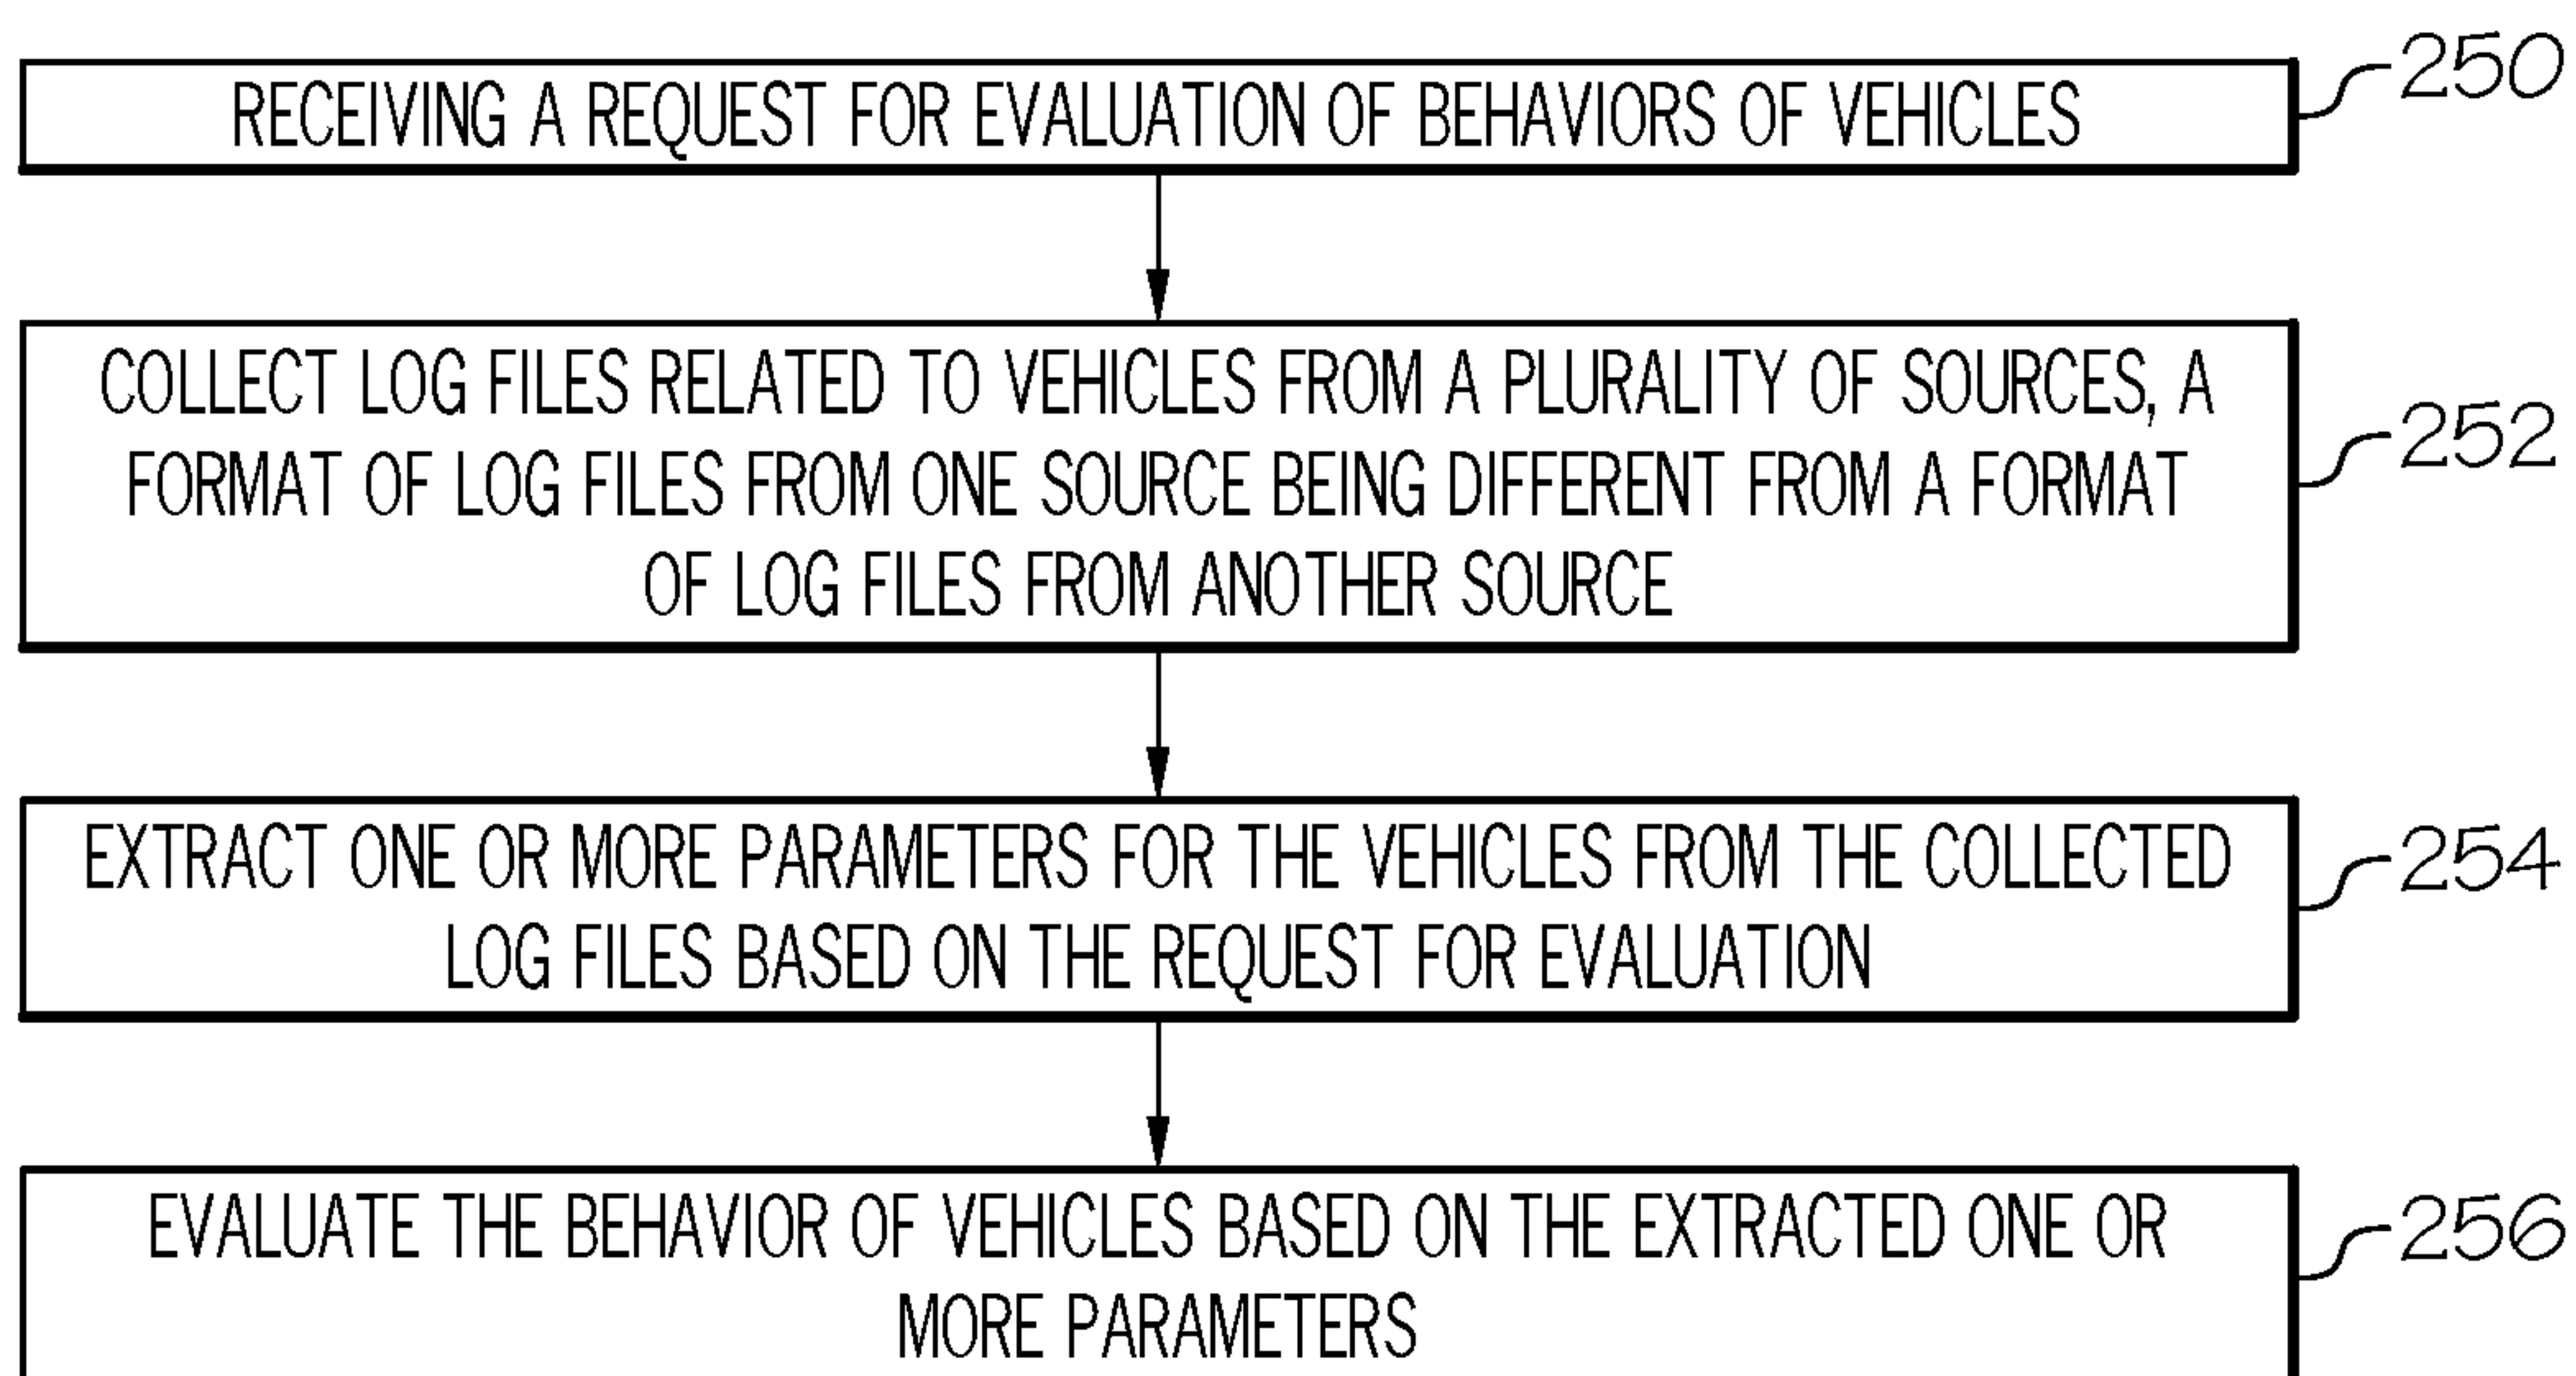 RECEIVING A REQUEST FOR EVALUATION OF BEHAVIORS OF VEHICLES
250
COLLECT LOG FILES RELATED TO VEHICLES FROM A PLURALITY OF SOURCES, A
FORMAT OF LOG FILES FROM ONE SOURCE BEING DIFFERENT FROM A FORMAT
OF LOG FILES FROM ANOTHER SOURCE
252
EXTRACT ONE OR MORE PARAMETERS FOR THE VEHICLES FROM THE COLLECTED
LOG FILES BASED ON THE REQUEST FOR EVALUATION
254
EVALUATE THE BEHAVIOR OF VEHICLES BASED ON THE EXTRACTED ONE OR
MORE PARAMETERS
256